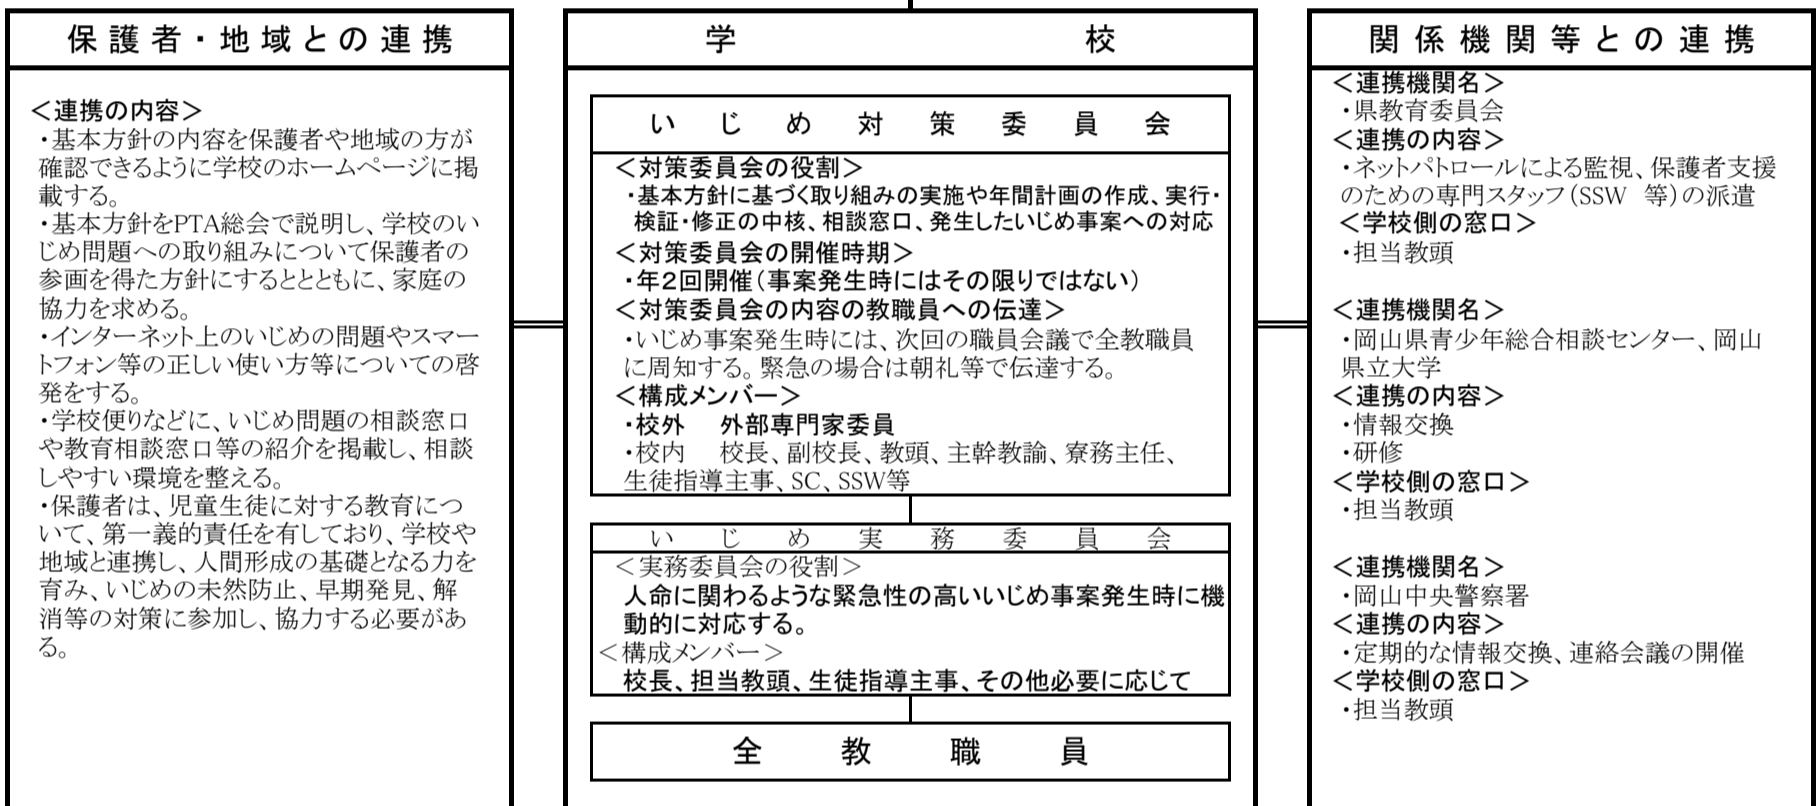 保護者・地域との連携
＜連携の内容＞
・基本方針の内容を保護者や地域の方が
確認できるように学校のホームページに掲
載する。
・基本方針をPTA総会で説明し、学校のい
じめ問題への取り組みについて保護者の
参画を得た方針にするととともに、家庭の
協力を求める。
・インターネット上のいじめの問題やスマー
トフォン等の正しい使い方等についての啓
発をする。
・学校便りなどに、いじめ問題の相談窓口
や教育相談窓口等の紹介を掲載し、相談
しやすい環境を整える。
・保護者は、児童生徒に対する教育につ
いて、第一義的責任を有しており、学校や
地域と連携し、人間形成の基礎となる力を
育み、いじめの未然防止、早期発見、解
消等の対策に参加し、協力する必要があ
る。
学校
いじめ対策委員会
＜対策委員会の役割＞
・基本方針に基づく取り組みの実施や年間計画の作成、実行・
検証・修正の中核、相談窓口、発生したいじめ事案への対応
＜対策委員会の開催時期＞
・年２回開催（事案発生時にはその限りではない）
＜対策委員会の内容の教職員への伝達＞
・いじめ事案発生時には、次回の職員会議で全教職員
に周知する。緊急の場合は朝礼等で伝達する。
＜構成メンバー＞
・校外　外部専門家委員
・校内　校長、副校長、教頭、主幹教諭、寮務主任、
生徒指導主事、SC、SSW等
いじめ実務委員会
＜実務委員会の役割＞
人命に関わるような緊急性の高いいじめ事案発生時に機
動的に対応する。
＜構成メンバー＞
校長、担当教頭、生徒指導主事、その他必要に応じて
全教職員
関係機関等との連携
＜連携機関名＞
・県教育委員会
＜連携の内容＞
・ネットパトロールによる監視、保護者支援
のための専門スタッフ（SSW　等）の派遣
＜学校側の窓口＞
・担当教頭
＜連携機関名＞
・岡山県青少年総合相談センター、岡山
県立大学
＜連携の内容＞
・情報交換
・研修
＜学校側の窓口＞
・担当教頭
＜連携機関名＞
・岡山中央警察署
＜連携の内容＞
・定期的な情報交換、連絡会議の開催
＜学校側の窓口＞
・担当教頭